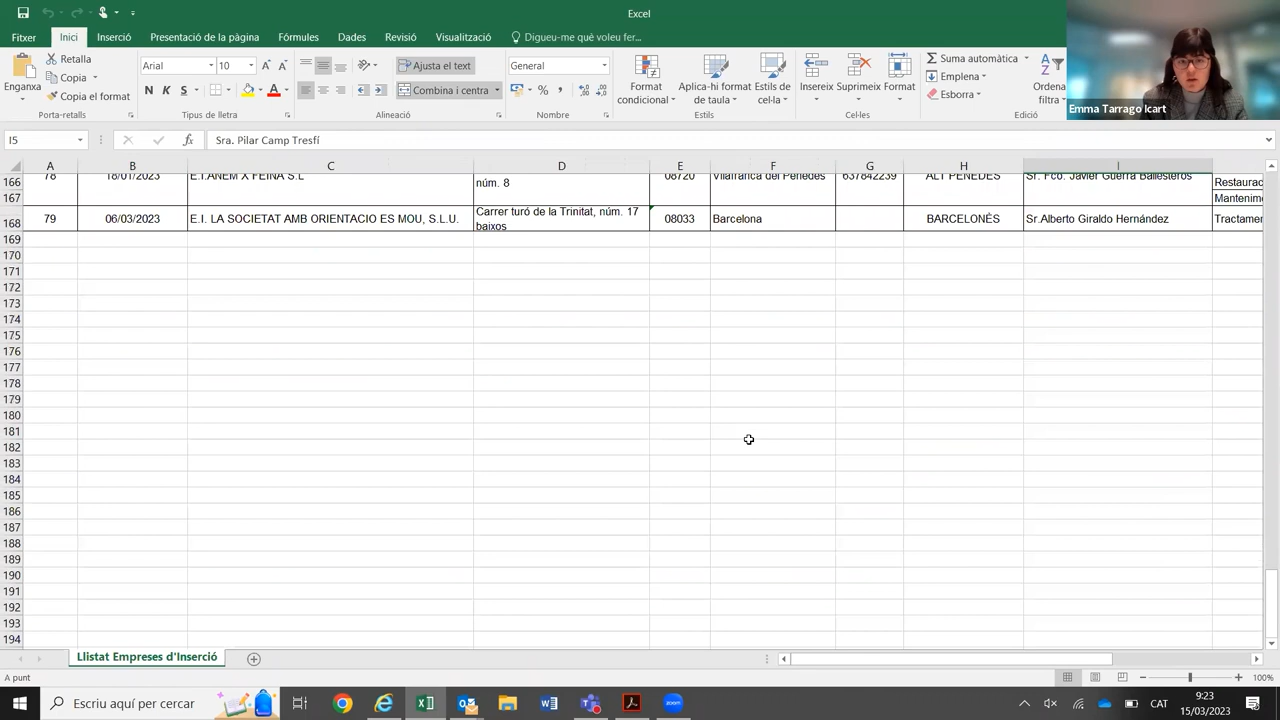 Excel
Fitxer Inici Inserció Presentació de la pàgina Fórmules Dades Revisió Visualització Digueu-me què voleu fer...
Enganxa
Retalla
Copia
Copia el format
Porta-retalls
Arial 10
N K S
Tipus de lletra
Ajusta el text
Combina i centra
Alineació
General
Nombre
Format condicional
Aplica-hi format de taula
Estils de cel·la
Estils
Insereix Suprimeix Format
Cel·les
Suma automàtica
Emplena
Esborra
Ordena
filtra
Edició
Emma Tarrago Icart
I5 fx Sra. Pilar Camp Tresfí
A B C D E F G H I
166 78 18/01/2023 E.I.ANEM X FEINA S.L núm. 8 08720 Vilafranca del Penedès 637842239 ALT PENEDÈS Sr. Fco. Javier Guerra Ballesteros Restaurac
167 Mantenime
168 79 06/03/2023 E.I. LA SOCIETAT AMB ORIENTACIO ES MOU, S.L.U. Carrer turó de la Trinitat, núm. 17 baixos 08033 Barcelona BARCELONÈS Sr.Alberto Giraldo Hernández Tractamen
169
170
171
172
173
174
175
176
177
178
179
180
181
182
183
184
185
186
187
188
189
190
191
192
193
194
Llistat Empreses d'Inserció
A punt 100%
Escriu aquí per cercar
zoom
CAT
9:23
15/03/2023